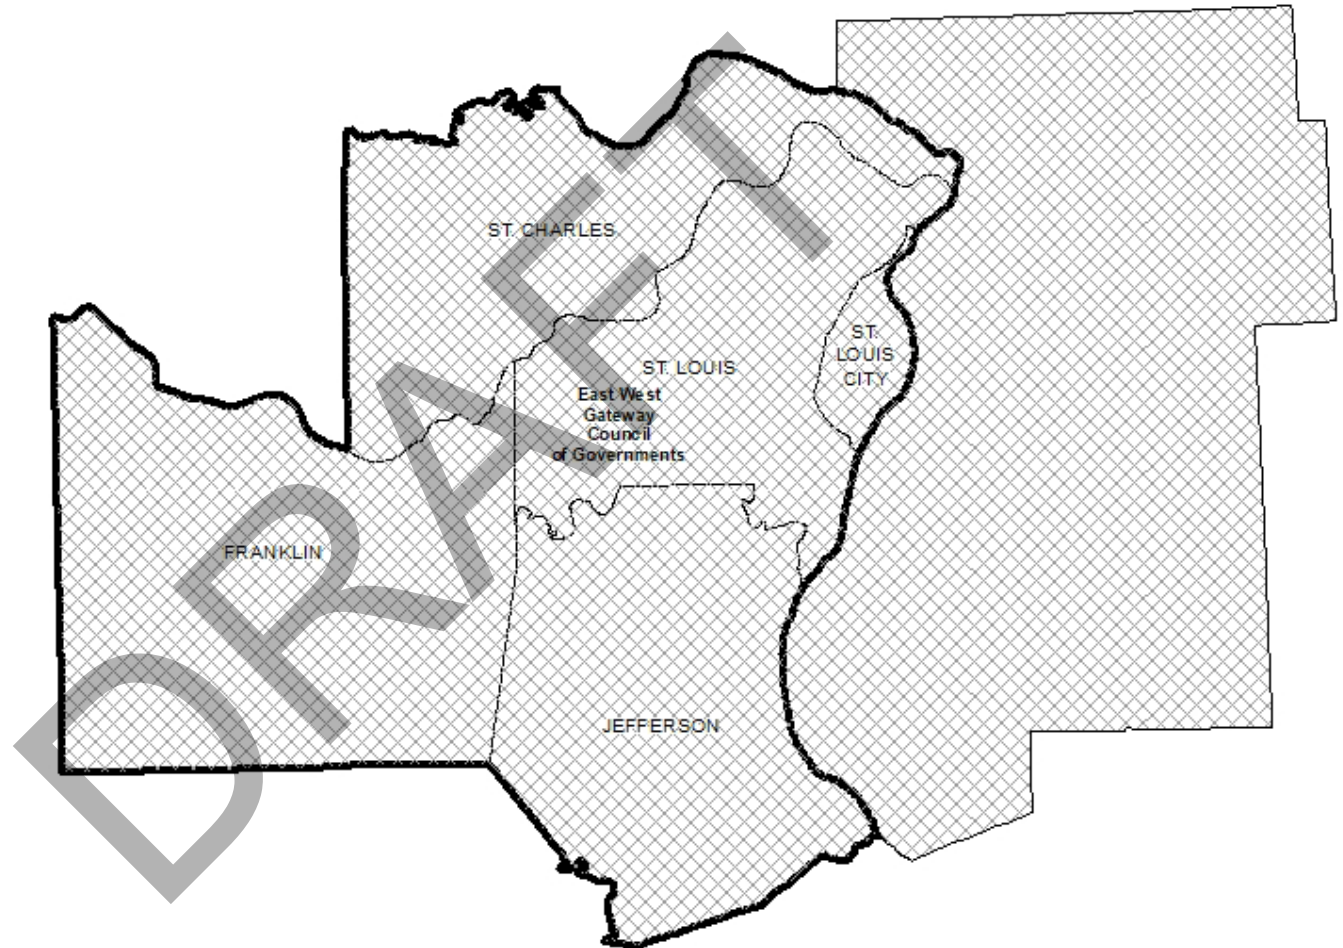 DRAFT
ST. CHARLES
ST.
LOUIS
CITY
ST. LOUIS
East West
Gateway
Council
of Governments
FRANKLIN
JEFFERSON